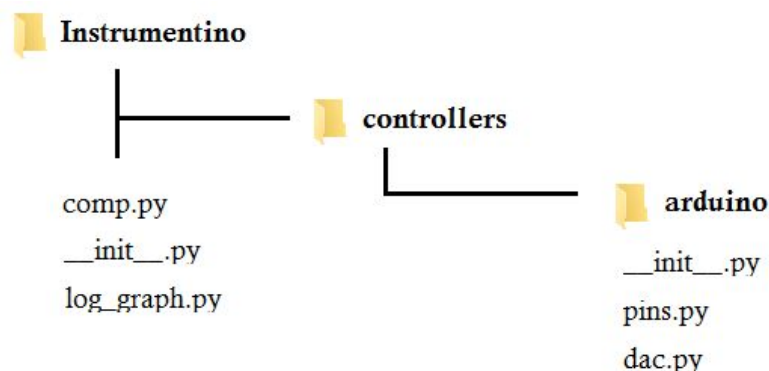 Instrumentino
controllers
comp.py
__init__.py
log_graph.py
arduino
__init__.py
pins.py
dac.py